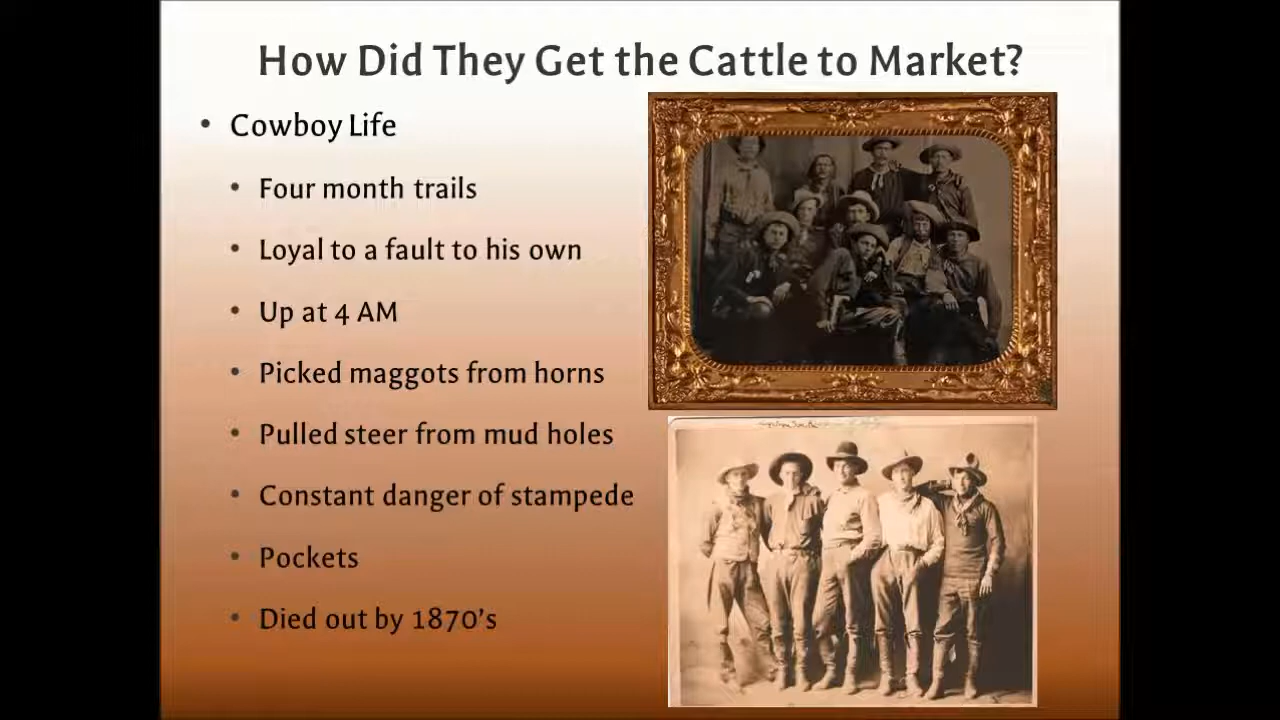 How Did They Get the Cattle to Market?
• Cowboy Life
• Four month trails
• Loyal to a fault to his own
• Up at 4 AM
• Picked maggots from horns
• Pulled steer from mud holes
• Constant danger of stampede
• Pockets
• Died out by 1870’s